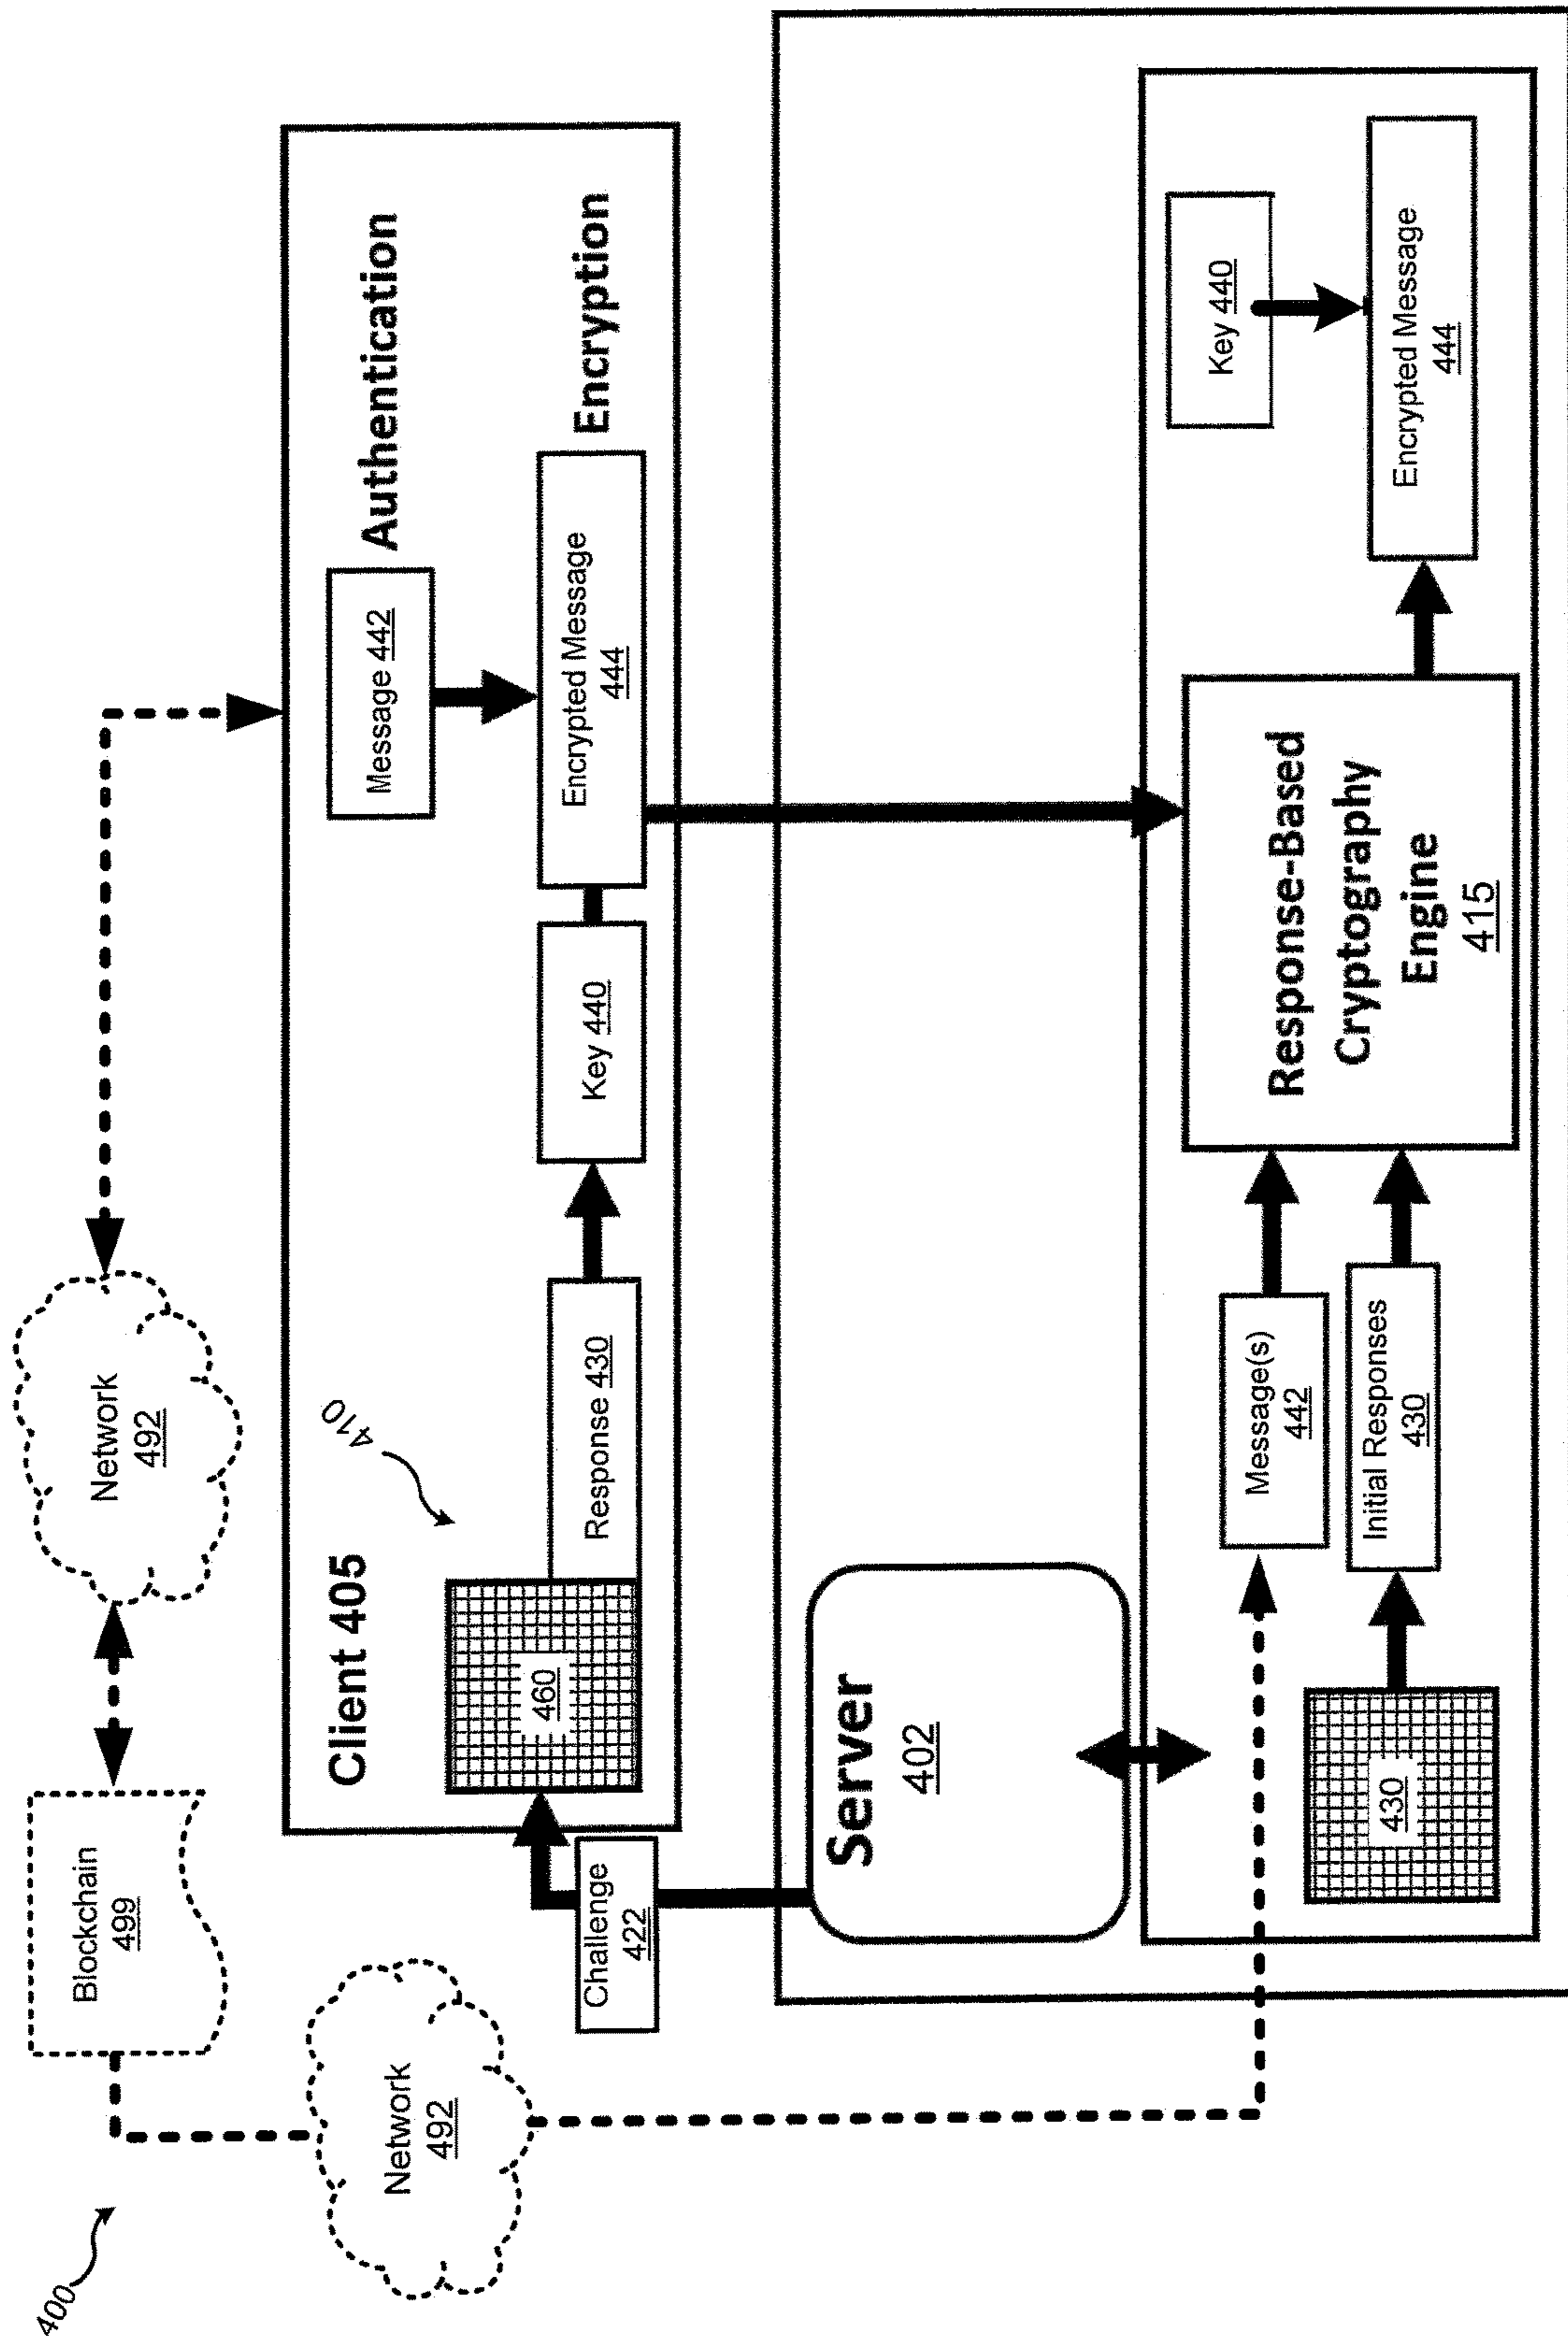 400
Blockchain
499
Network
492
Network
492
Client 405
410
Authentication
Message 442
460
Response 430
Key 440
Encrypted Message
444
Encryption
Challenge
422
Server
402
Message(s)
442
Initial Responses
430
430
Response-Based
Cryptography
Engine
415
Key 440
Encrypted Message
444